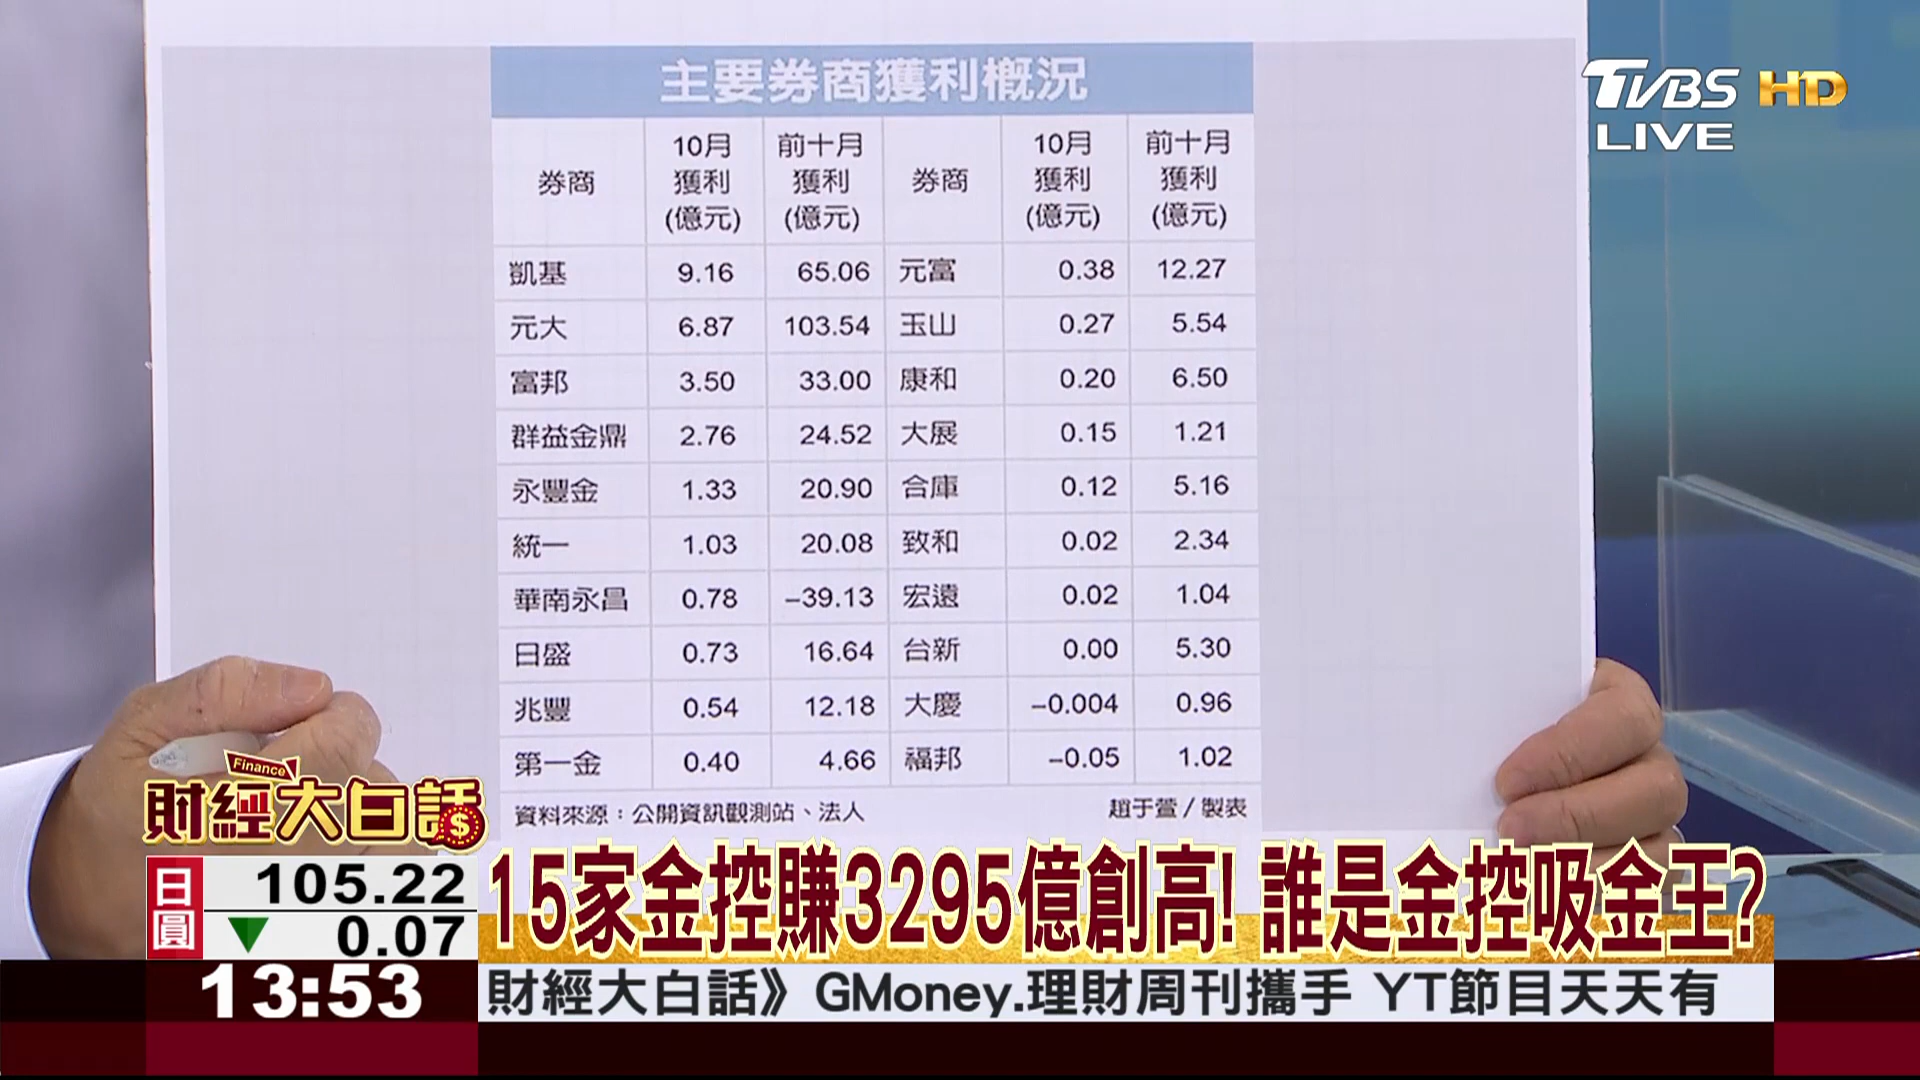 主要券商獲利概況
TVBS HD
LIVE
券商 10月獲利(億元) 前十月獲利(億元) 券商 10月獲利(億元) 前十月獲利(億元)
凱基 9.16 65.06 元富 0.38 12.27
元大 6.87 103.54 玉山 0.27 5.54
富邦 3.50 33.00 康和 0.20 6.50
群益金鼎 2.76 24.52 大展 0.15 1.21
永豐金 1.33 20.90 合庫 0.12 5.16
統一 1.03 20.08 致和 0.02 2.34
華南永昌 0.78 -39.13 宏遠 0.02 1.04
日盛 0.73 16.64 台新 0.00 5.30
兆豐 0.54 12.18 大慶 -0.004 0.96
第一金 0.40 4.66 福邦 -0.05 1.02
資料來源：公開資訊觀測站、法人 趙于萱/製表
Finance
財經大白話
日圓 105.22
▼ 0.07
15家金控賺3295億創高! 誰是金控吸金王?
13:53
財經大白話》GMoney.理財周刊攜手 YT節目天天有